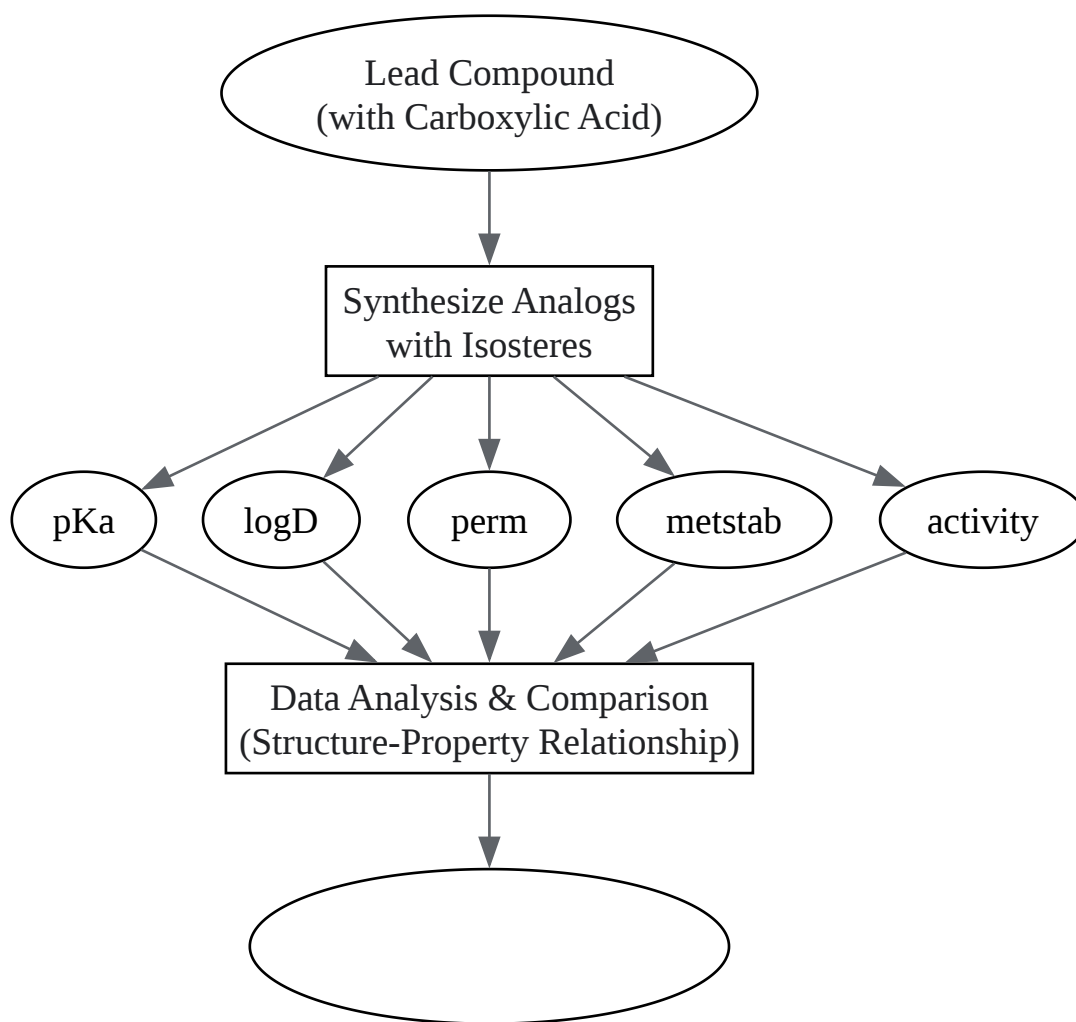 Lead Compound
(with Carboxylic Acid)
Synthesize Analogs
with Isosteres
pKa
logD
perm
metstab
activity
Data Analysis & Comparison
(Structure-Property Relationship)